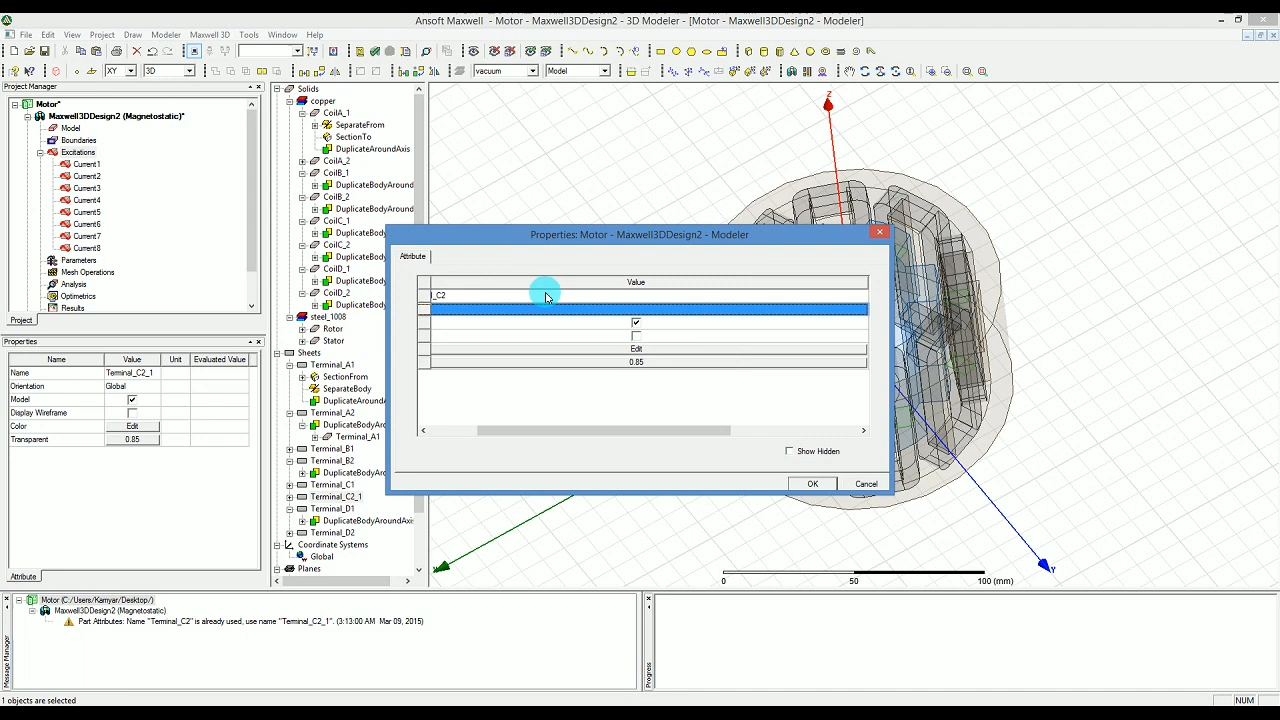 Ansoft Maxwell - Motor - Maxwell3DDesign2 - 3D Modeler - [Motor - Maxwell3DDesign2 - Modeler]
File Edit View Project Draw Modeler Maxwell 3D Tools Window Help
XY 3D vacuum Model
Project Manager
Motor*
Maxwell3DDesign2 (Magnetostatic)*
Model
Boundaries
Excitations
Current1
Current2
Current3
Current4
Current5
Current6
Current7
Current8
Parameters
Mesh Operations
Analysis
Optimetrics
Results
Project
Properties
Name Value Unit Evaluated Value
Name Terminal_C2_1
Orientation Global
Model
Display Wireframe
Color Edit
Transparent 0.85
Attribute
Solids
copper
CoilA_1
SeparateFrom
SectionTo
DuplicateAroundAxis
CoilA_2
CoilB_1
DuplicateBodyAround
CoilB_2
DuplicateBodyAround
CoilC_1
DuplicateBody
CoilC_2
DuplicateBody
CoilD_1
DuplicateBody
CoilD_2
DuplicateBody
steel_1008
Rotor
Stator
Sheets
Terminal_A1
SectionFrom
SeparateBody
DuplicateAround
Terminal_A2
DuplicateBody
Terminal_A1
Terminal_B1
Terminal_B2
DuplicateBodyAro
Terminal_C1
Terminal_C2_1
Terminal_D1
DuplicateBodyAroundAxis
Terminal_D2
Coordinate Systems
Global
Planes
Properties: Motor - Maxwell3DDesign2 - Modeler
Attribute
Value
l_C2
Edit
0.85
Show Hidden
OK Cancel
Z
X
Y
0 50 100 (mm)
Message Manager
Motor (C:/Users/Kamyar/Desktop/)
Maxwell3DDesign2 (Magnetostatic)
Part Attributes: Name "Terminal_C2" is already used, use name "Terminal_C2_1". (3:13:00 AM Mar 09, 2015)
Progress
1 objects are selected
NUM